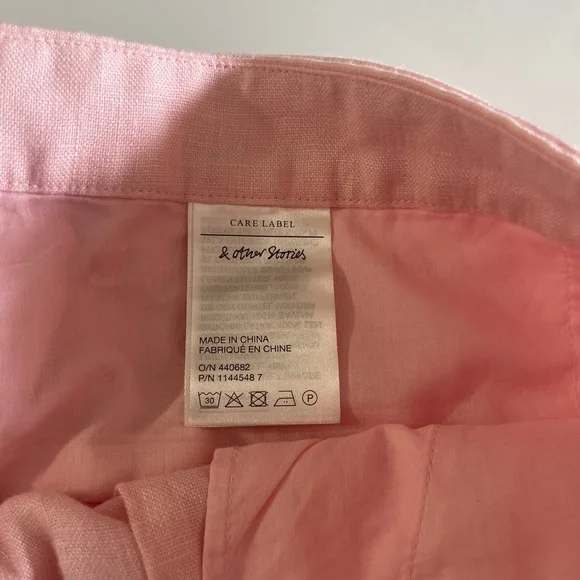 CARE LABEL
& other Stories
MADE IN CHINA
FABRIQUÉ EN CHINE
O/N 440682
P/N 1144548 7
30
P